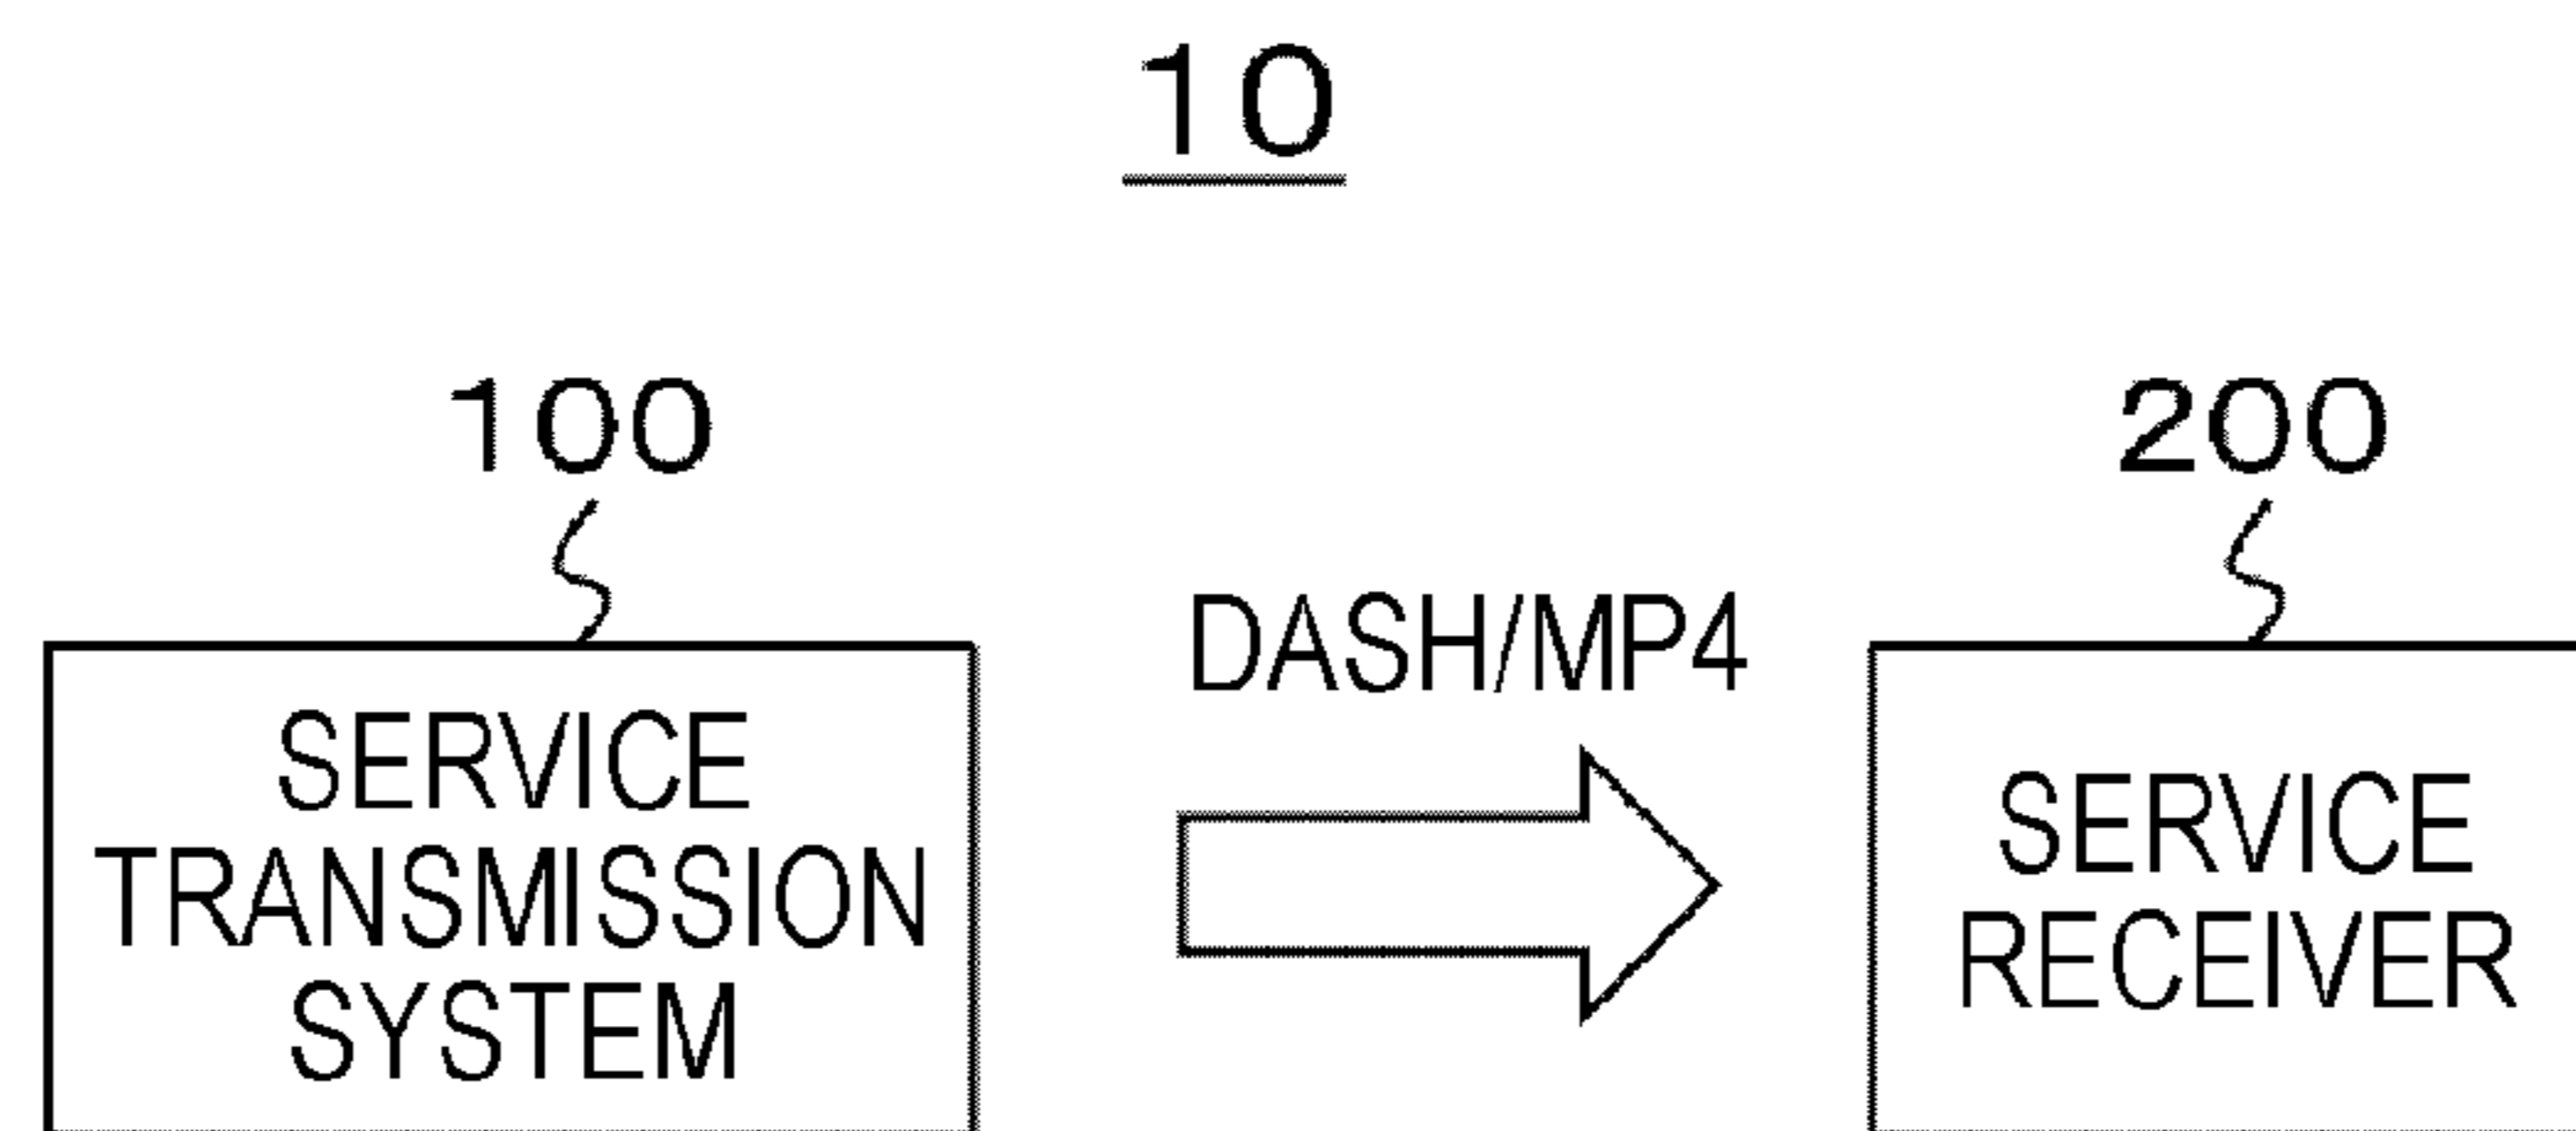 10
100
200
DASH/MP4
SERVICE
TRANSMISSION
SYSTEM
SERVICE
RECEIVER